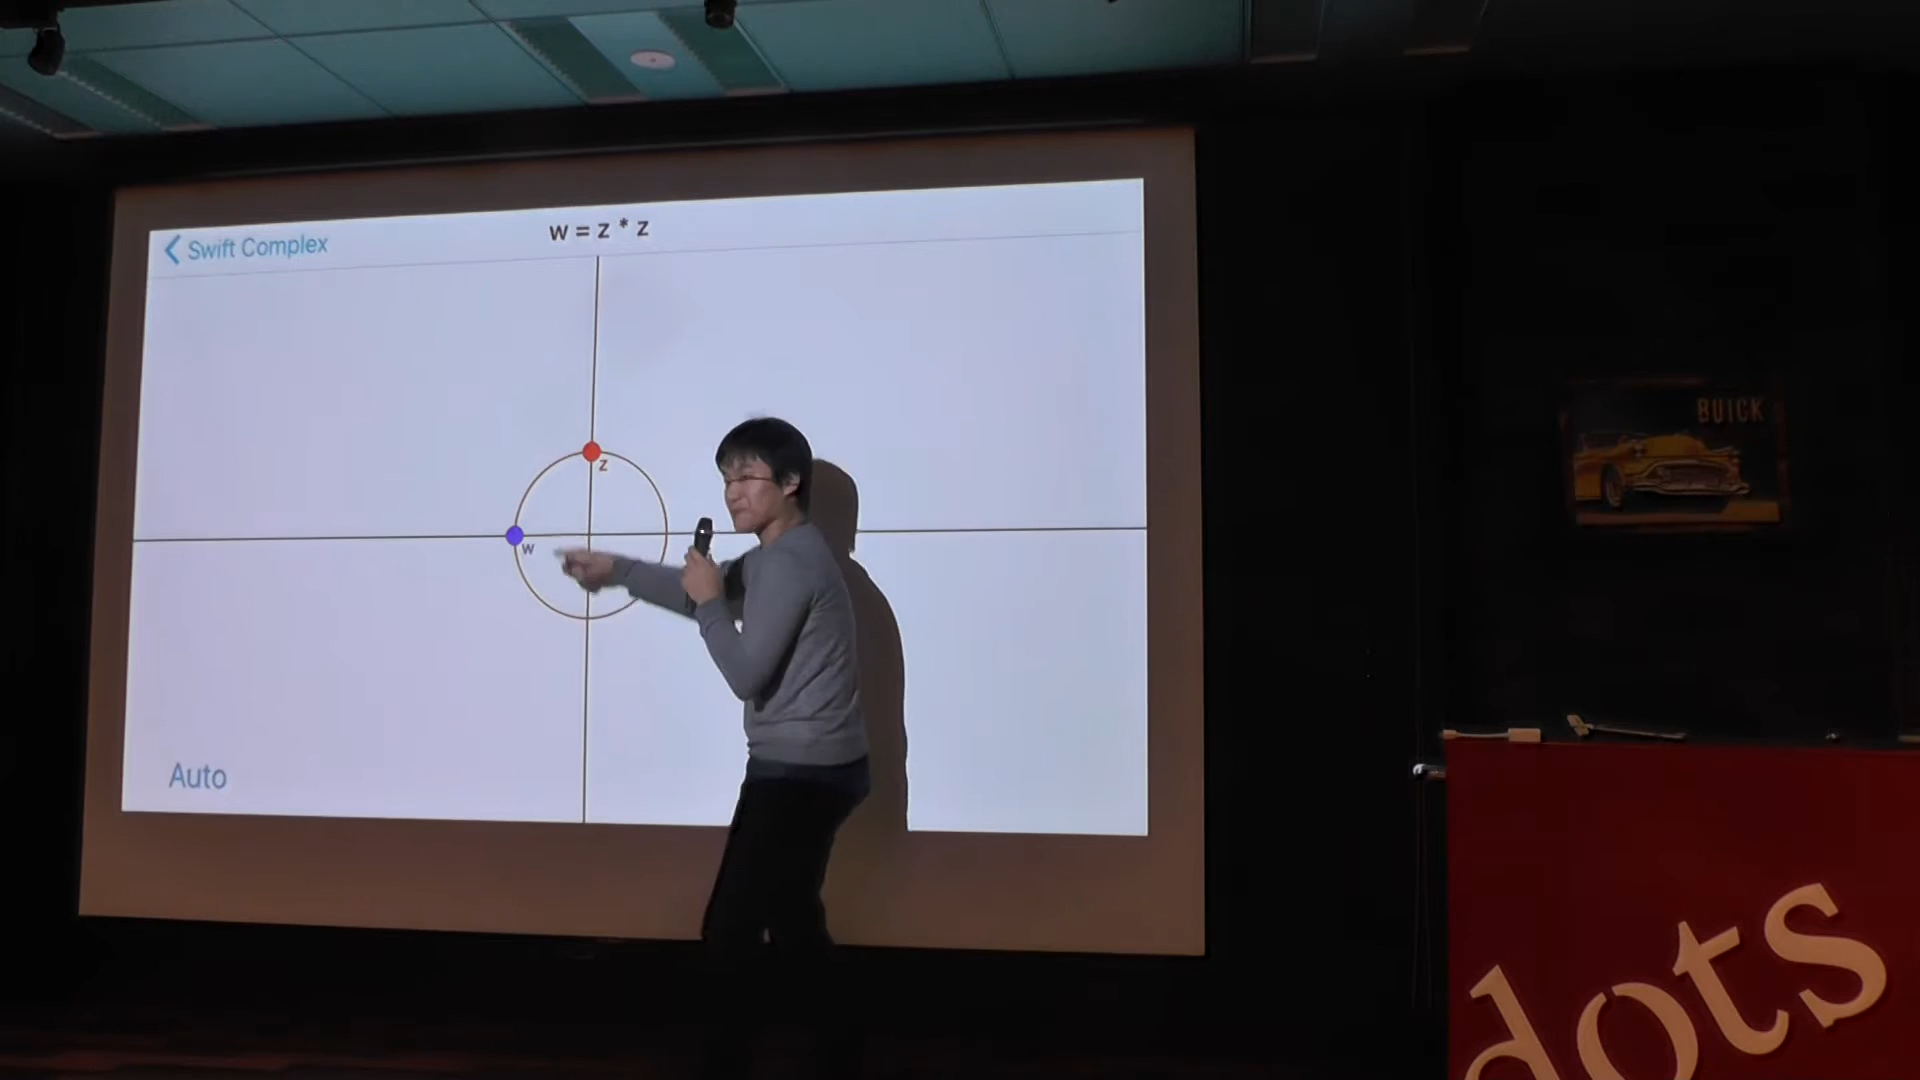 Swift Complex
w = z * z
z
w
Auto
BUICK
dots